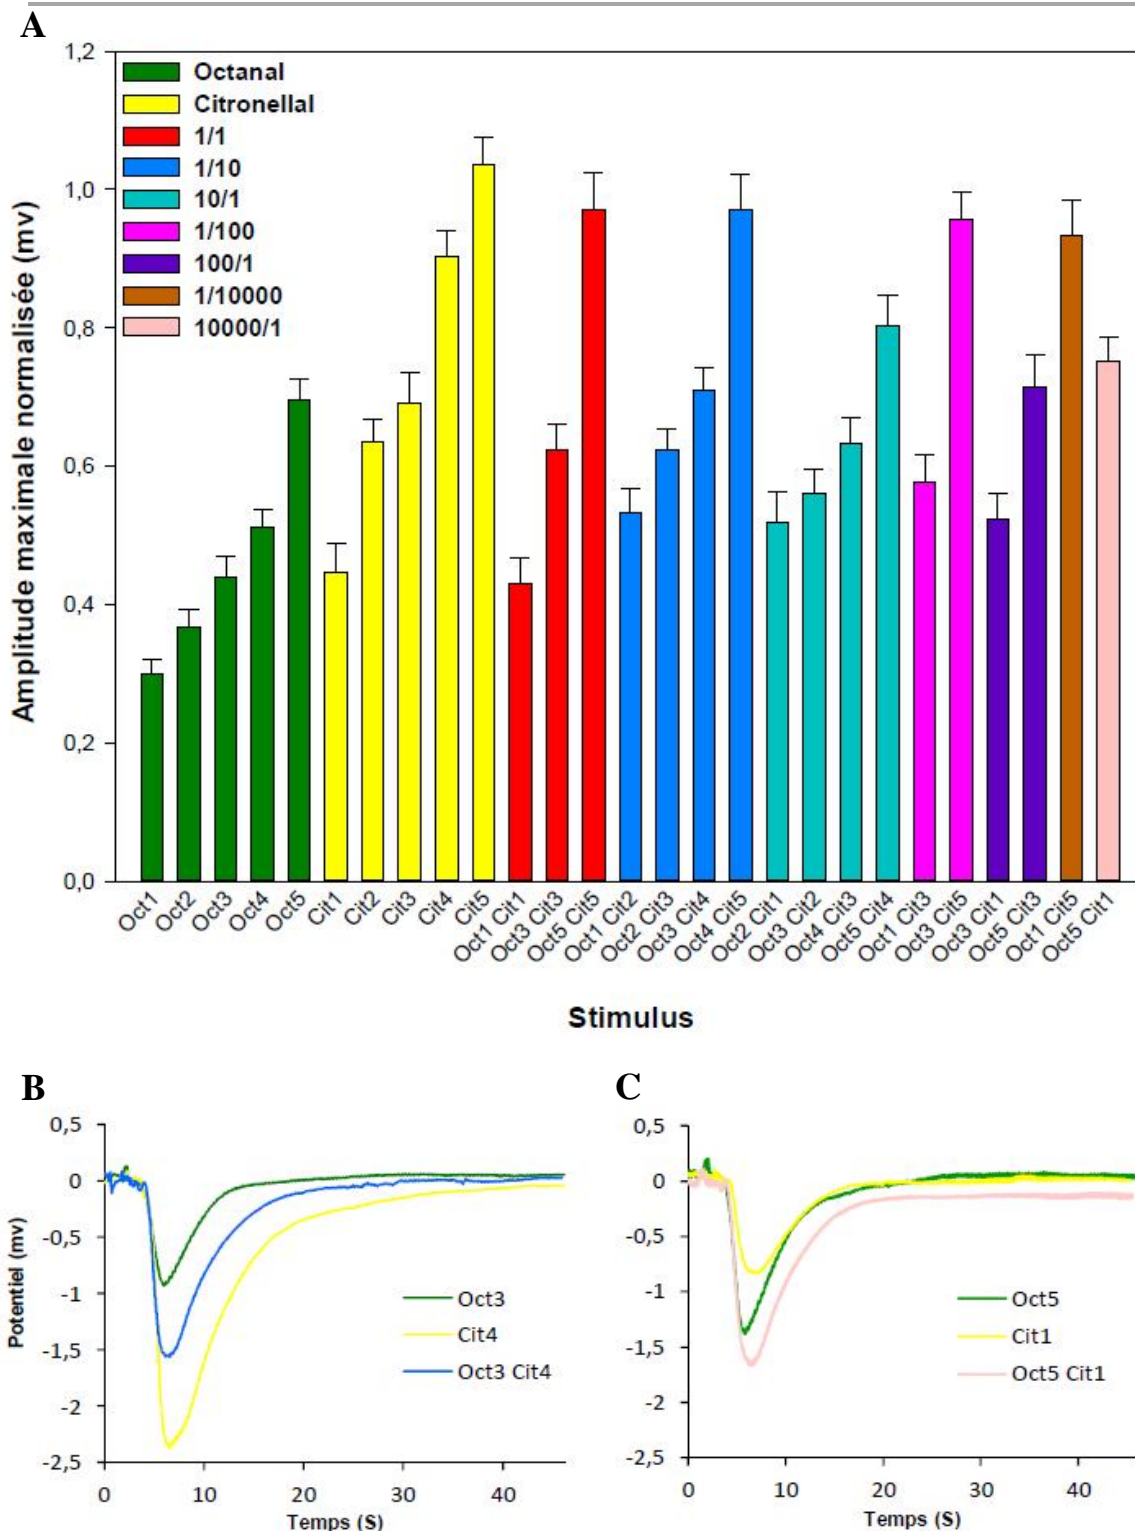 A
Amplitude maximale normalisée (mv)
1,2
1,0
0,8
0,6
0,4
0,2
0,0
Octanal
Citronellal
1/1
1/10
10/1
1/100
100/1
1/10000
10000/1
Oct1
Oct2
Oct3
Oct4
Oct5
Cit1
Cit2
Cit3
Cit4
Cit5
Oct1 Cit1
Oct3 Cit3
Oct5 Cit5
Oct1 Cit2
Oct2 Cit3
Oct3 Cit4
Oct4 Cit5
Oct2 Cit1
Oct3 Cit2
Oct4 Cit3
Oct5 Cit4
Oct1 Cit3
Oct3 Cit5
Oct3 Cit1
Oct5 Cit3
Oct1 Cit5
Oct5 Cit1
Stimulus
B
Potentiel (mv)
0,5
0
-0,5
-1
-1,5
-2
-2,5
Oct3
Cit4
Oct3 Cit4
0
10
20
30
40
Temps (S)
C
0,5
0
-0,5
-1
-1,5
-2
-2,5
Oct5
Cit1
Oct5 Cit1
0
10
20
30
40
Temps (S)